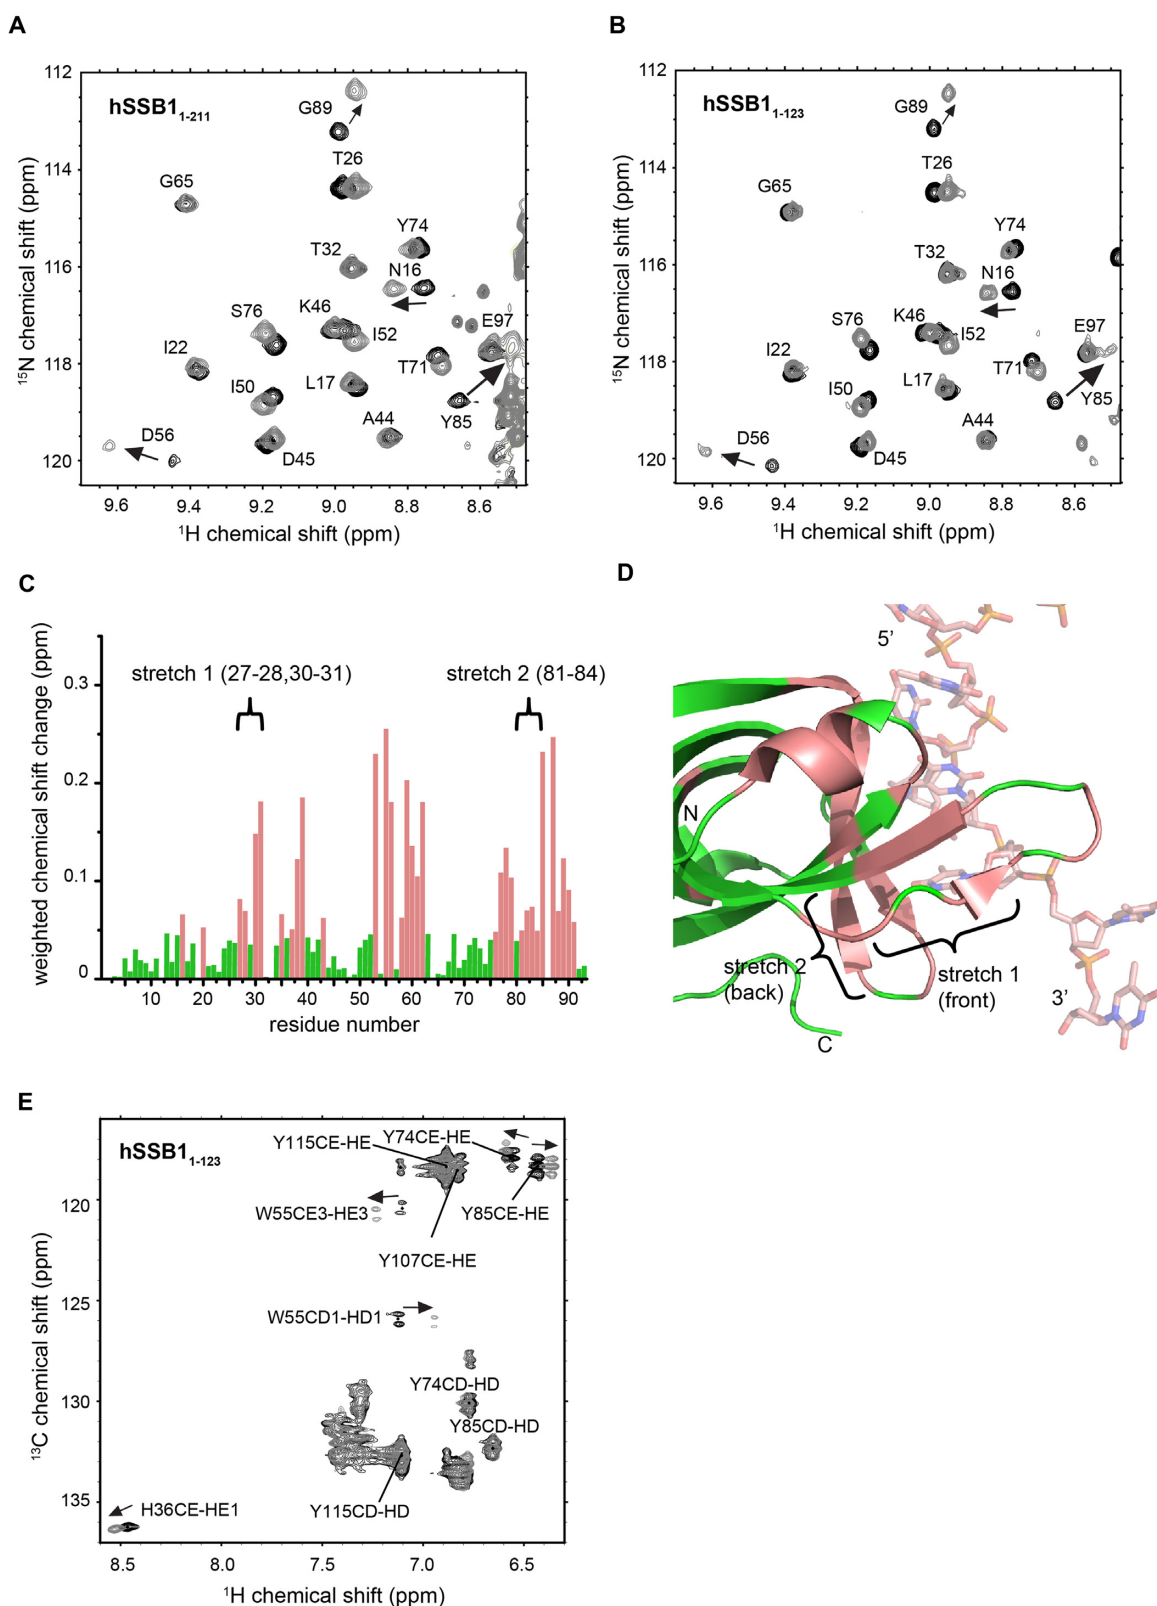 A
hSSB1 1-211
112
114
116
118
120
9.6
9.4
9.2
9.0
8.8
8.6
15N chemical shift (ppm)
1H chemical shift (ppm)
G89
T26
G65
Y74
T32
N16
S76
K46
I52
E97
I22
T71
L17
I50
Y85
A44
D56
D45
B
hSSB1 1-123
112
114
116
118
120
9.6
9.4
9.2
9.0
8.8
8.6
15N chemical shift (ppm)
1H chemical shift (ppm)
G89
T26
G65
Y74
T32
N16
S76
K46
I52
E97
I22
T71
L17
I50
Y85
A44
D56
D45
C
weighted chemical shift change (ppm)
0.3
0.2
0.1
0
stretch 1 (27-28,30-31)
stretch 2 (81-84)
10 20 30 40 50 60 70 80 90
residue number
D
5’
N
stretch 2
(back)
stretch 1
(front)
3’
C
E
hSSB1 1-123
120
125
130
135
13C chemical shift (ppm)
Y115CE-HE
Y74CE-HE
W55CE3-HE3
Y85CE-HE
Y107CE-HE
W55CD1-HD1
Y74CD-HD
Y85CD-HD
Y115CD-HD
H36CE-HE1
8.5 8.0 7.5 7.0 6.5
1H chemical shift (ppm)